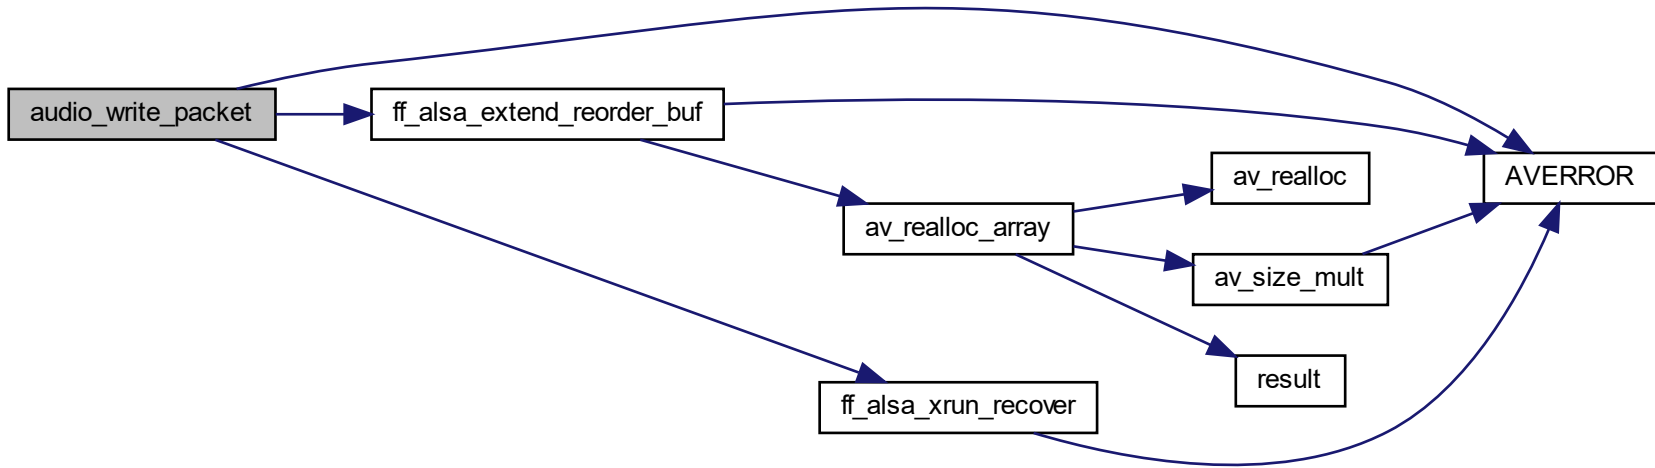 audio_write_packet
ff_alsa_extend_reorder_buf
av_realloc
AVERROR
av_realloc_array
av_size_mult
result
ff_alsa_xrun_recover